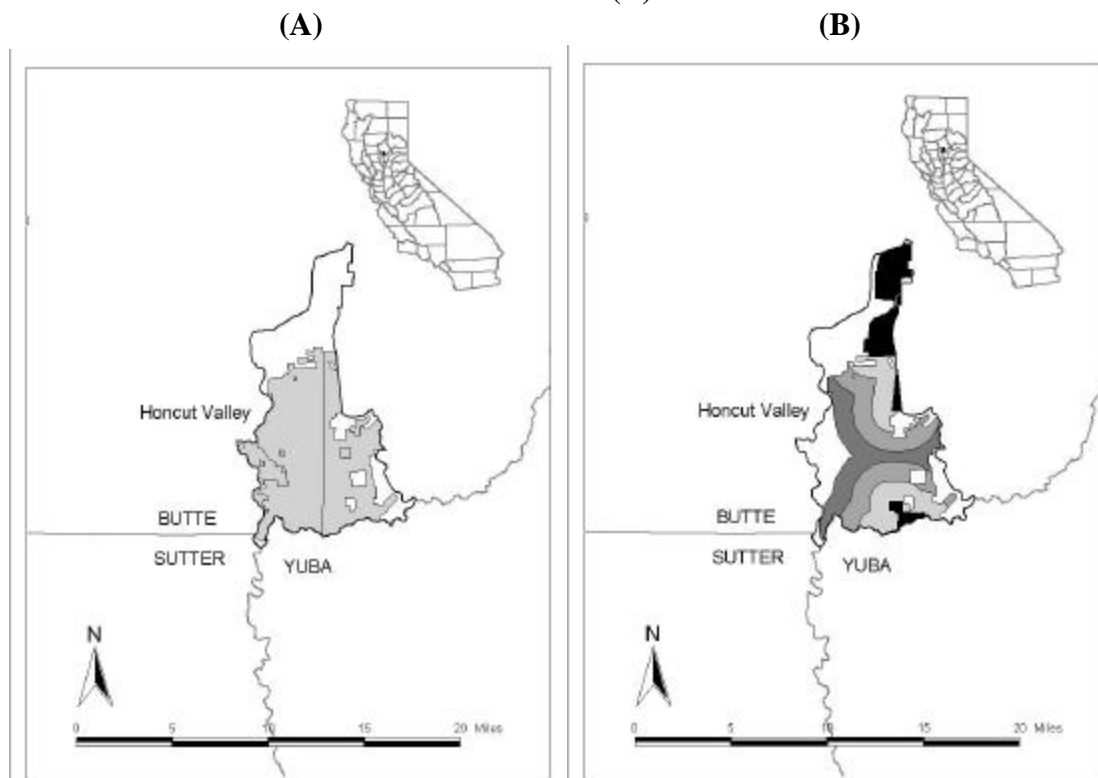 (A)
(B)
Honcut Valley
BUTTE
SUTTER
YUBA
N
0 5 10 15 20 Miles
Honcut Valley
BUTTE
SUTTER
YUBA
N
0 5 10 15 20 Miles